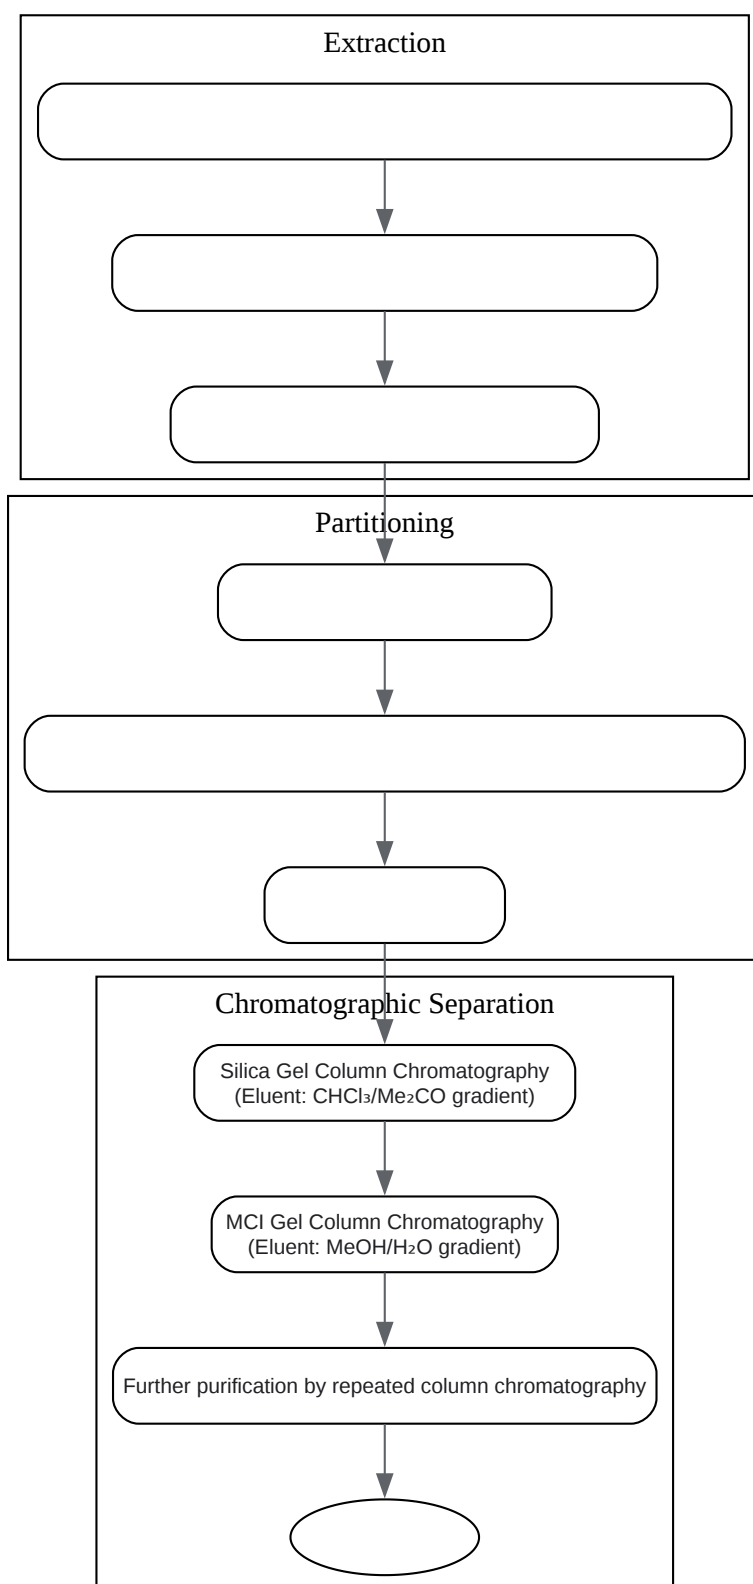 Extraction
Partitioning
Chromatographic Separation
Silica Gel Column Chromatography
(Eluent: CHCl₃/Me₂CO gradient)
MCI Gel Column Chromatography
(Eluent: MeOH/H₂O gradient)
Further purification by repeated column chromatography